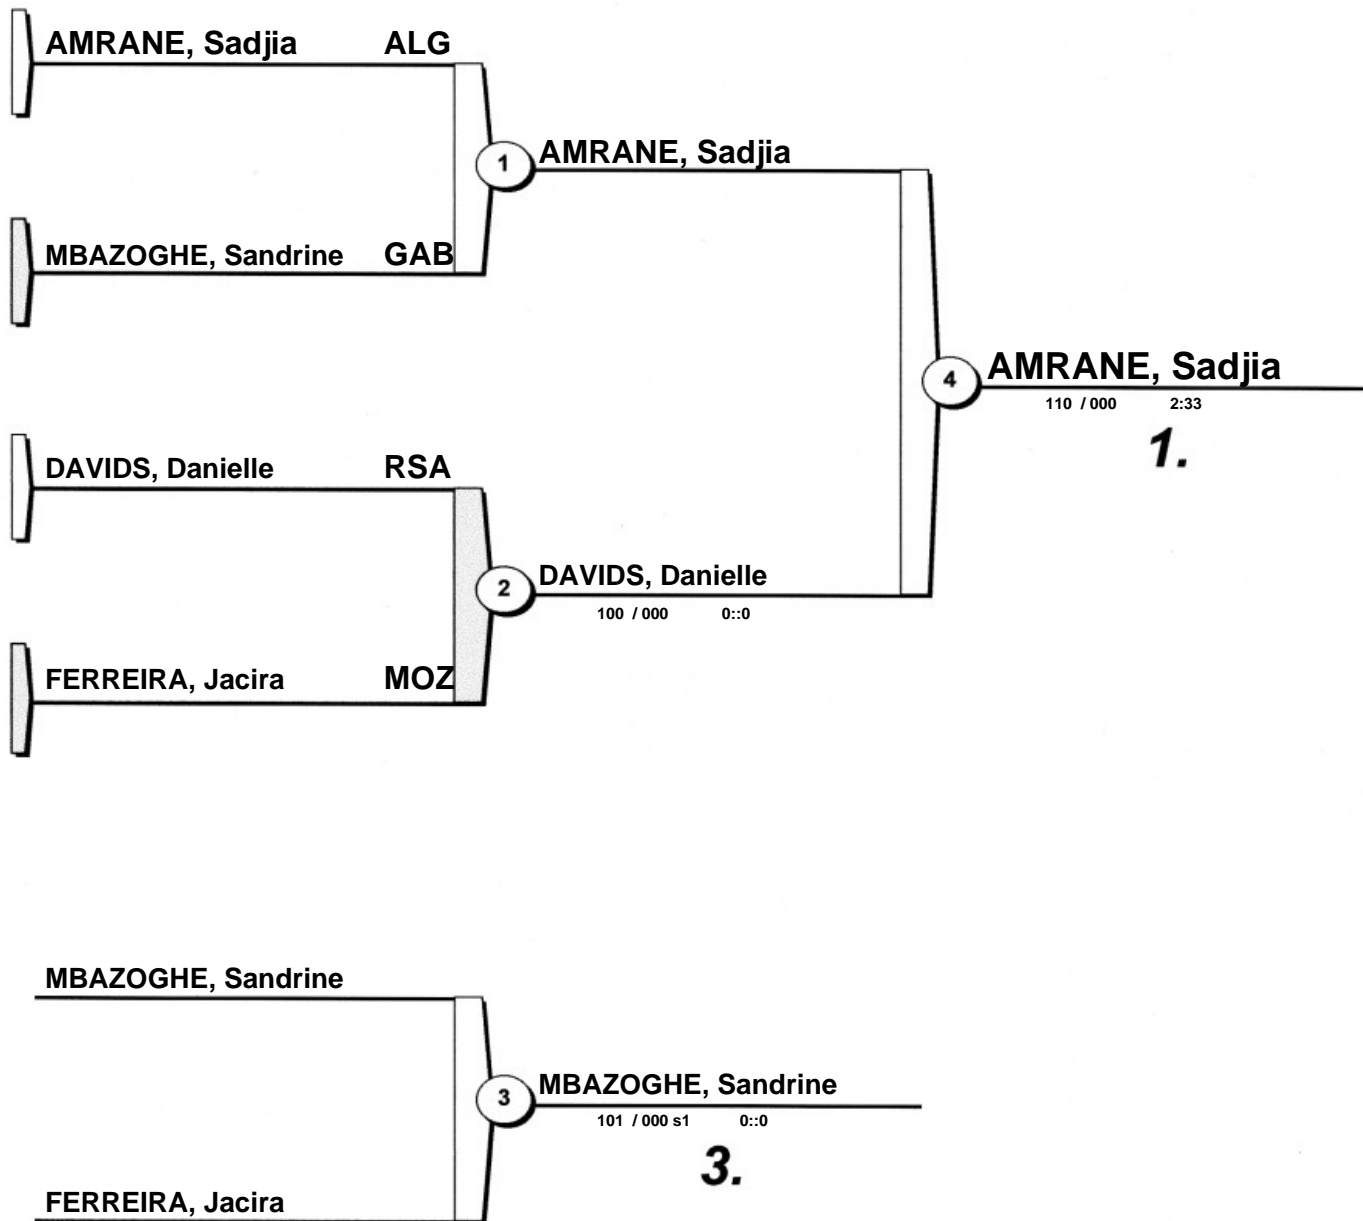 AMRANE, Sadjia ALG
1 AMRANE, Sadjia
MBAZOGHE, Sandrine GAB
4 AMRANE, Sadjia
110 / 000 2:33
1.
DAVIDS, Danielle RSA
2 DAVIDS, Danielle
100 / 000 0::0
FERREIRA, Jacira MOZ
MBAZOGHE, Sandrine
3 MBAZOGHE, Sandrine
101 / 000 s1 0::0
3.
FERREIRA, Jacira